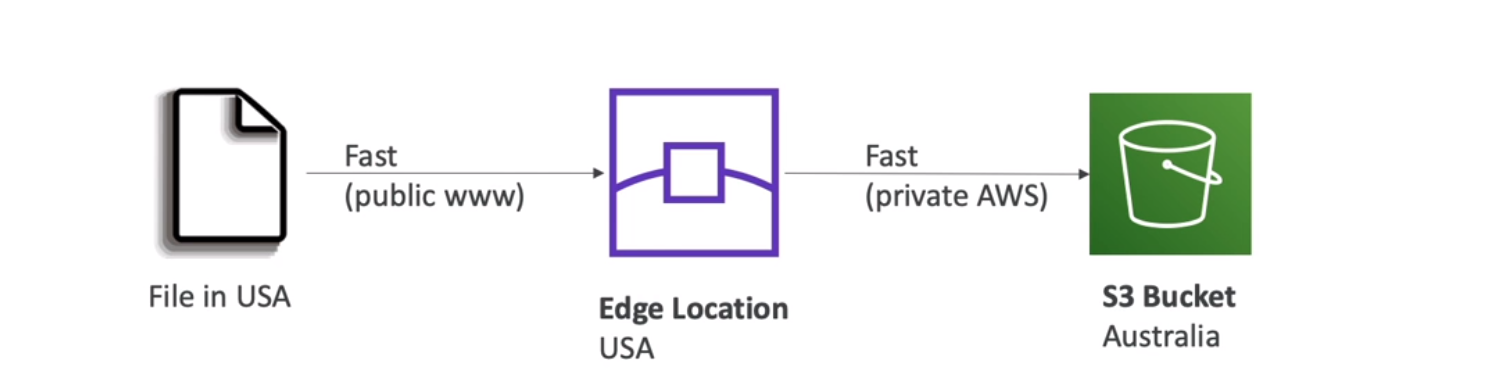 Fast
(public www)
Fast
(private AWS)
File in USA
Edge Location
USA
S3 Bucket
Australia